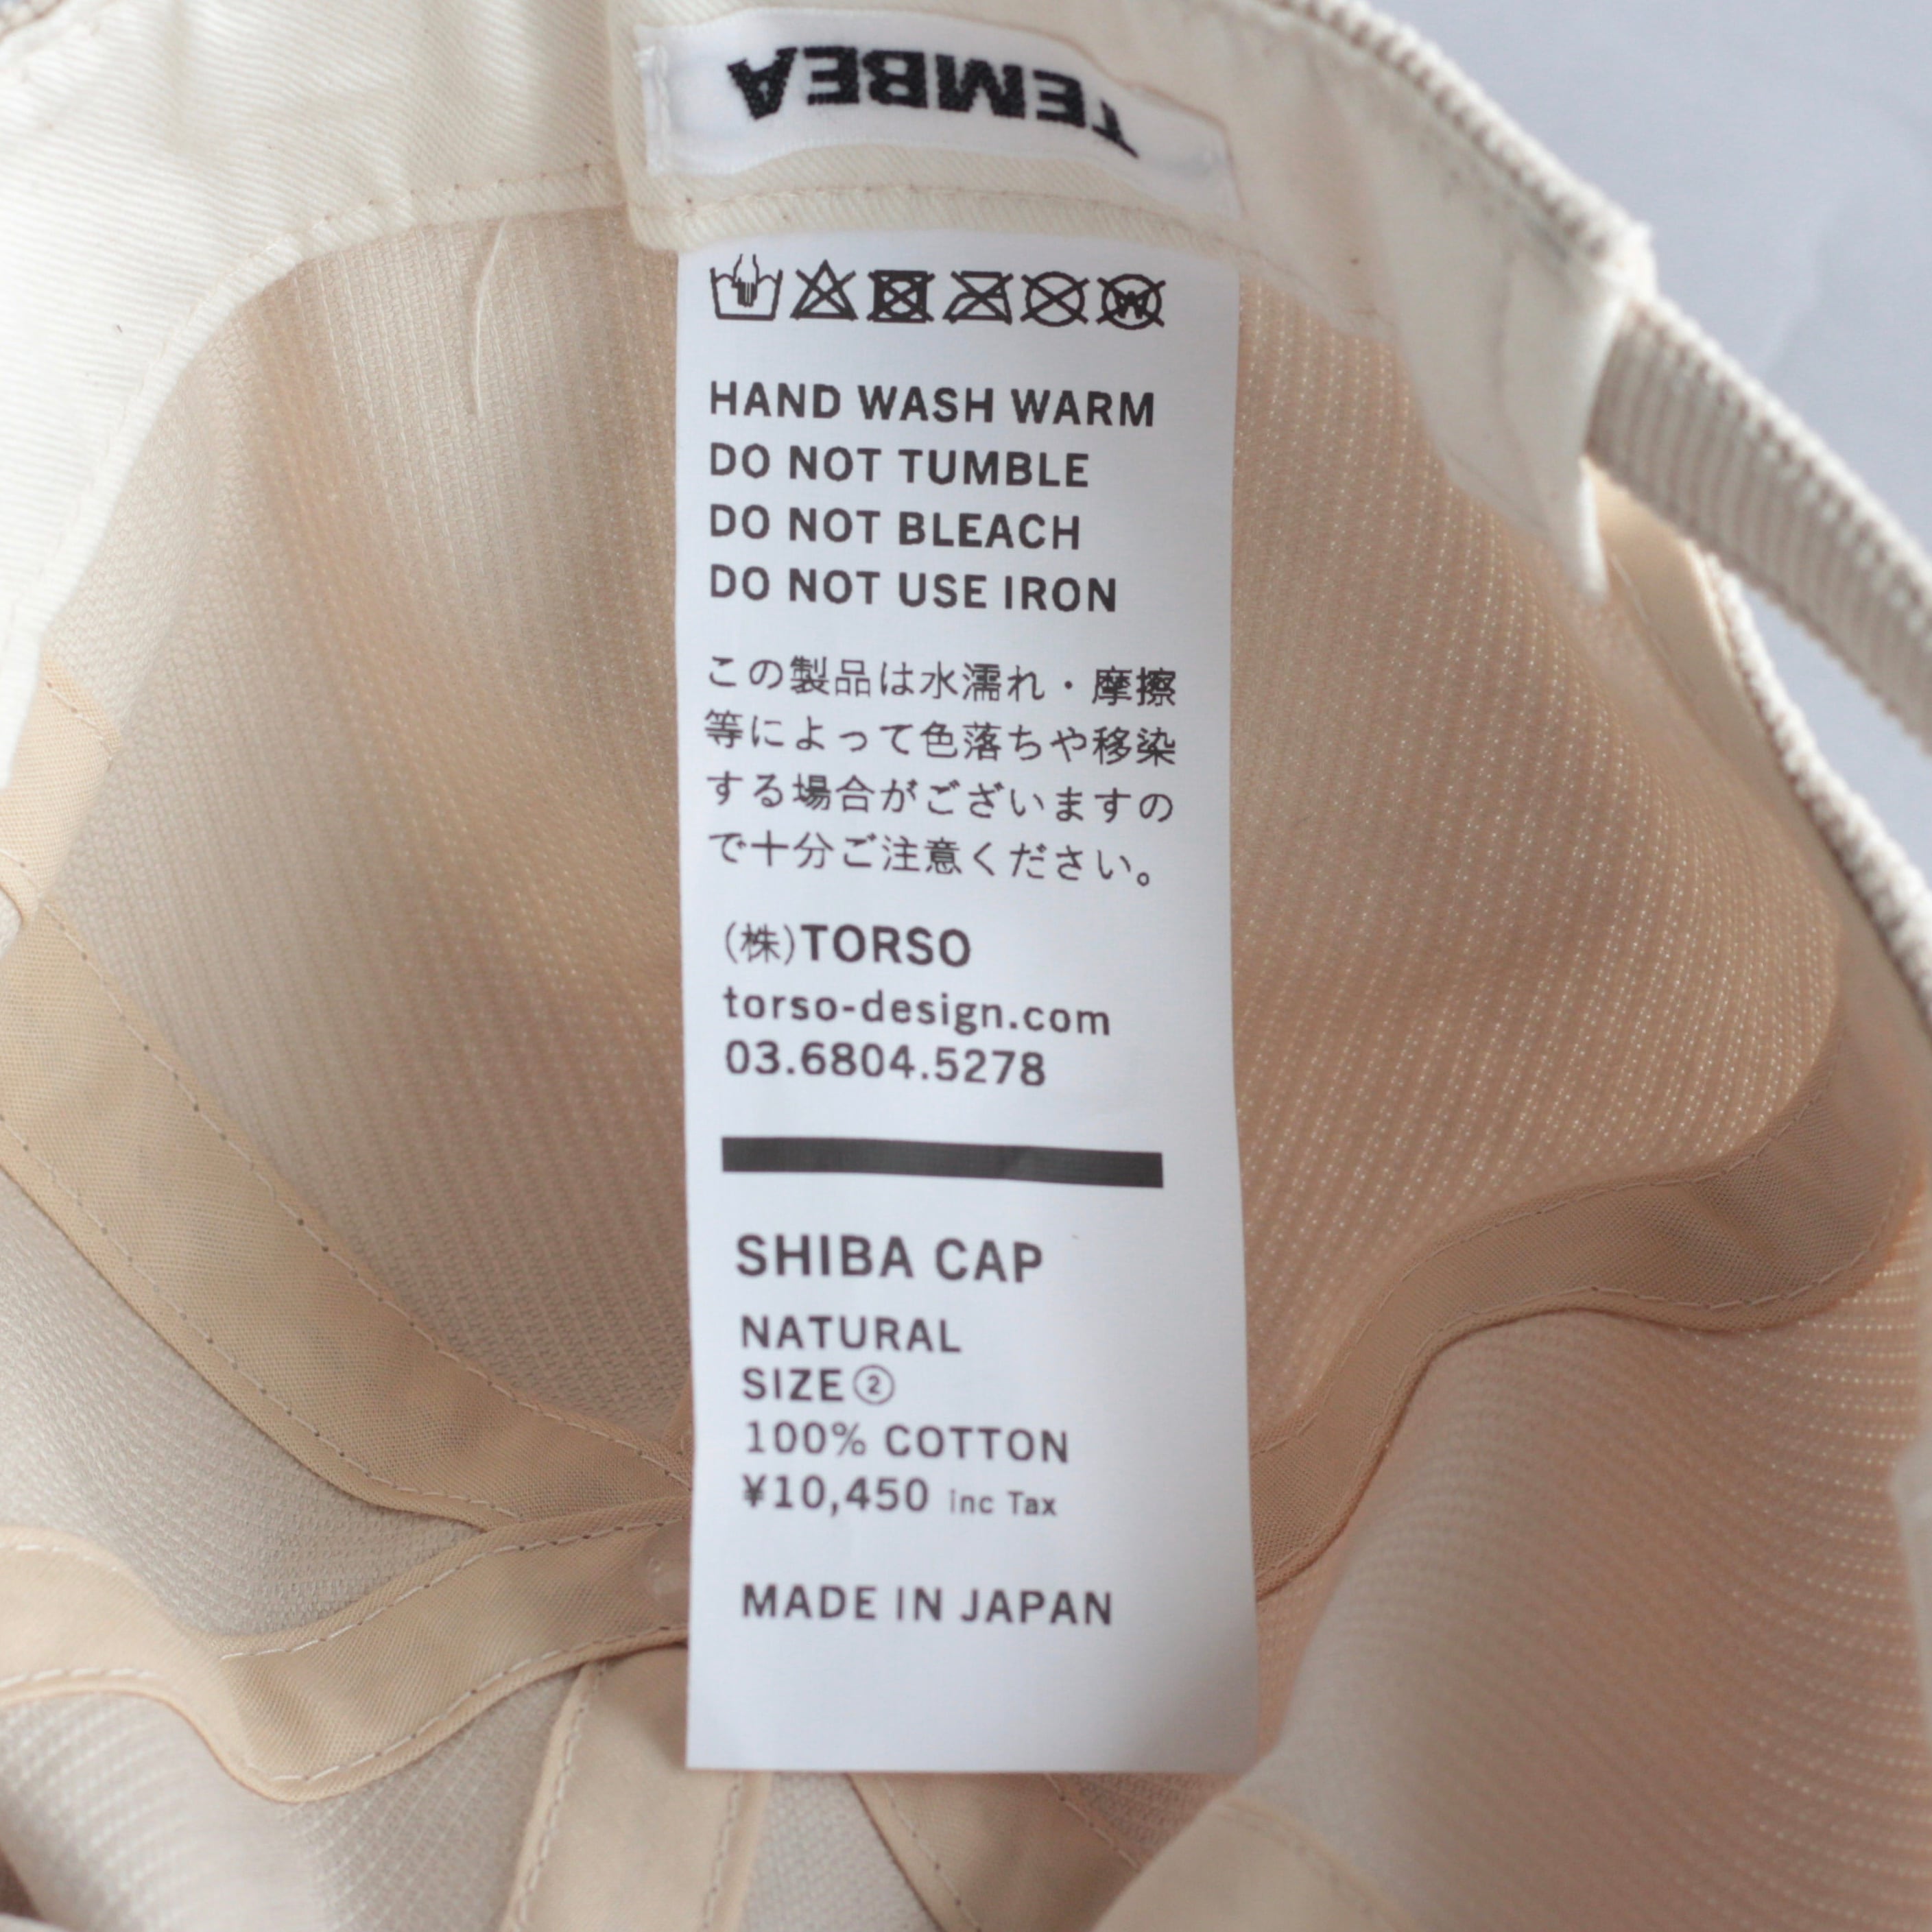 TEMBEA
HAND WASH WARM
DO NOT TUMBLE
DO NOT BLEACH
DO NOT USE IRON
この製品は水濡れ・摩擦
等によって色落ちや移染
する場合がございますの
で十分ご注意ください。
(株)TORSO
torso-design.com
03.6804.5278
SHIBA CAP
NATURAL
SIZE②
100% COTTON
¥10,450 inc Tax
MADE IN JAPAN